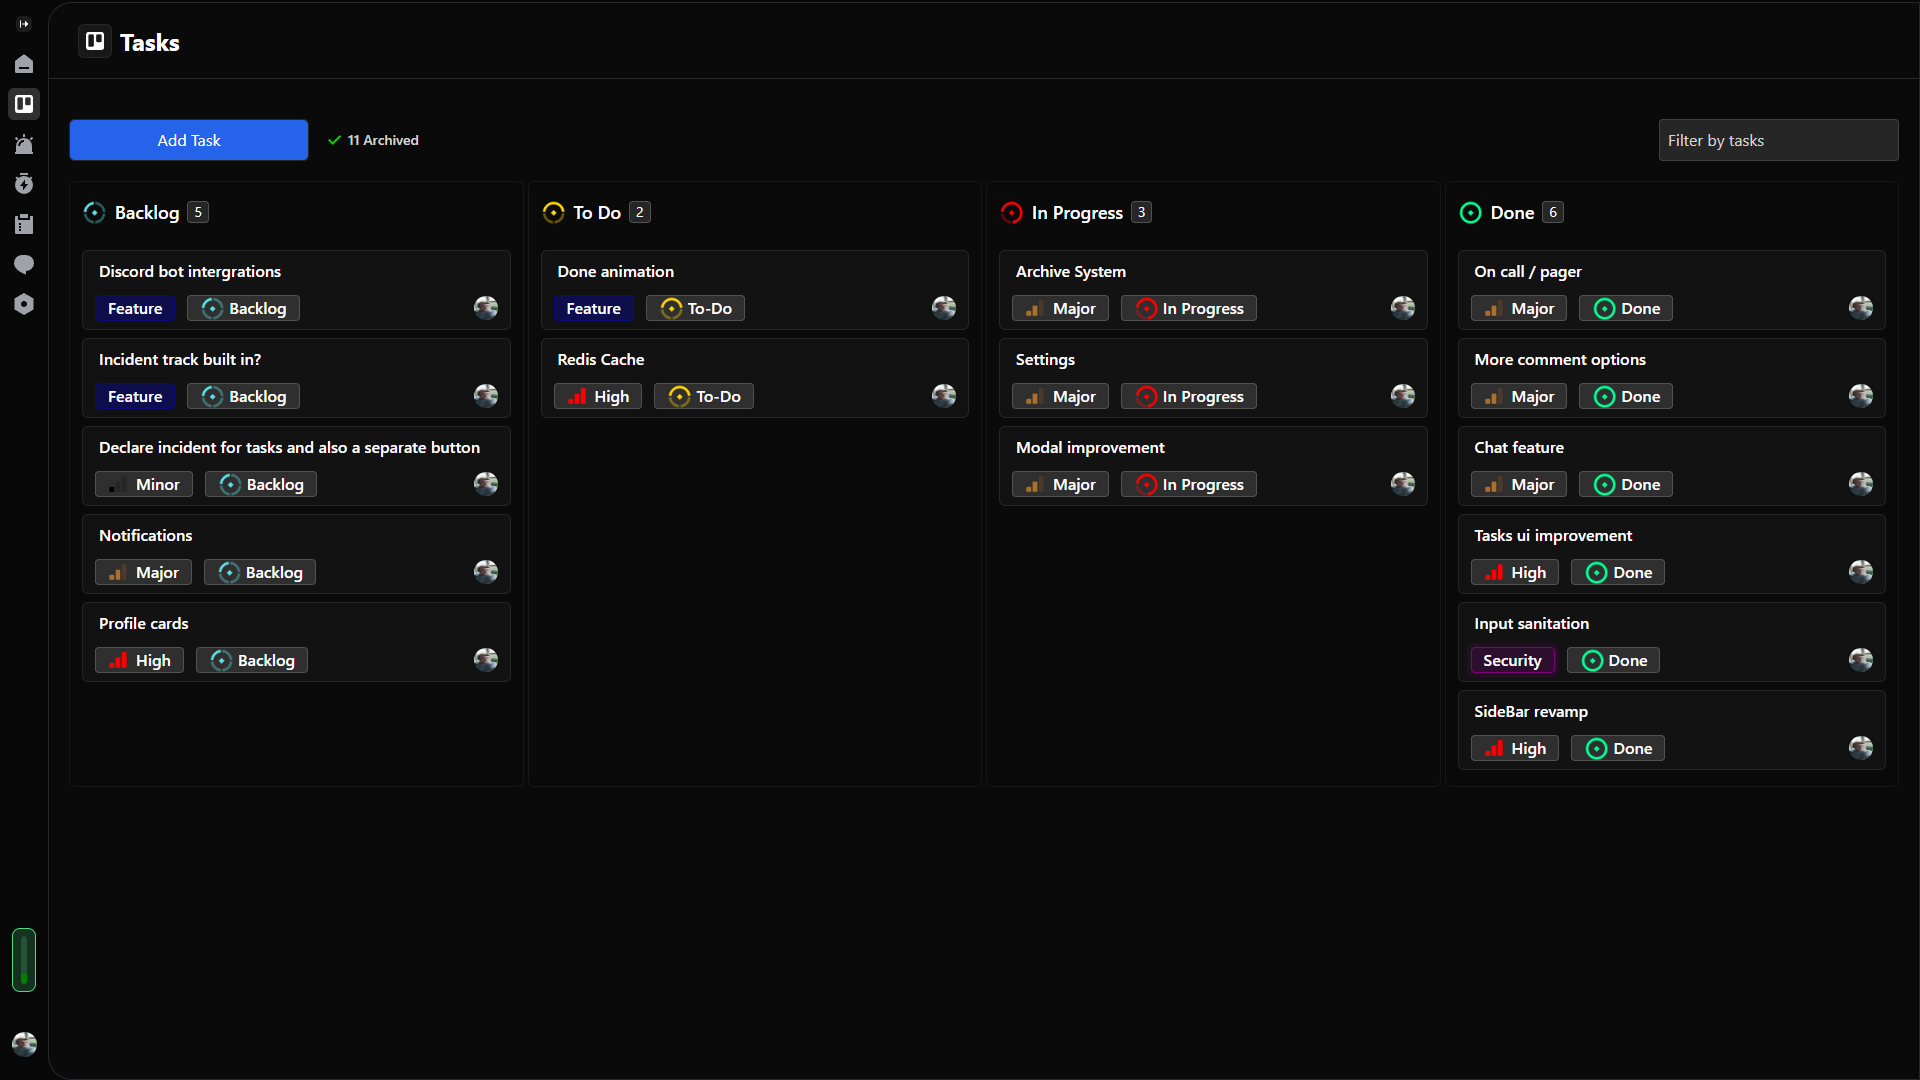 Tasks
Add Task
11 Archived
Filter by tasks
Backlog 5
Discord bot intergrations
Feature Backlog
Incident track built in?
Feature Backlog
Declare incident for tasks and also a separate button
Minor Backlog
Notifications
Major Backlog
Profile cards
High Backlog
To Do 2
Done animation
Feature To-Do
Redis Cache
High To-Do
In Progress 3
Archive System
Major In Progress
Settings
Major In Progress
Modal improvement
Major In Progress
Done 6
On call / pager
Major Done
More comment options
Major Done
Chat feature
Major Done
Tasks ui improvement
High Done
Input sanitation
Security Done
SideBar revamp
High Done